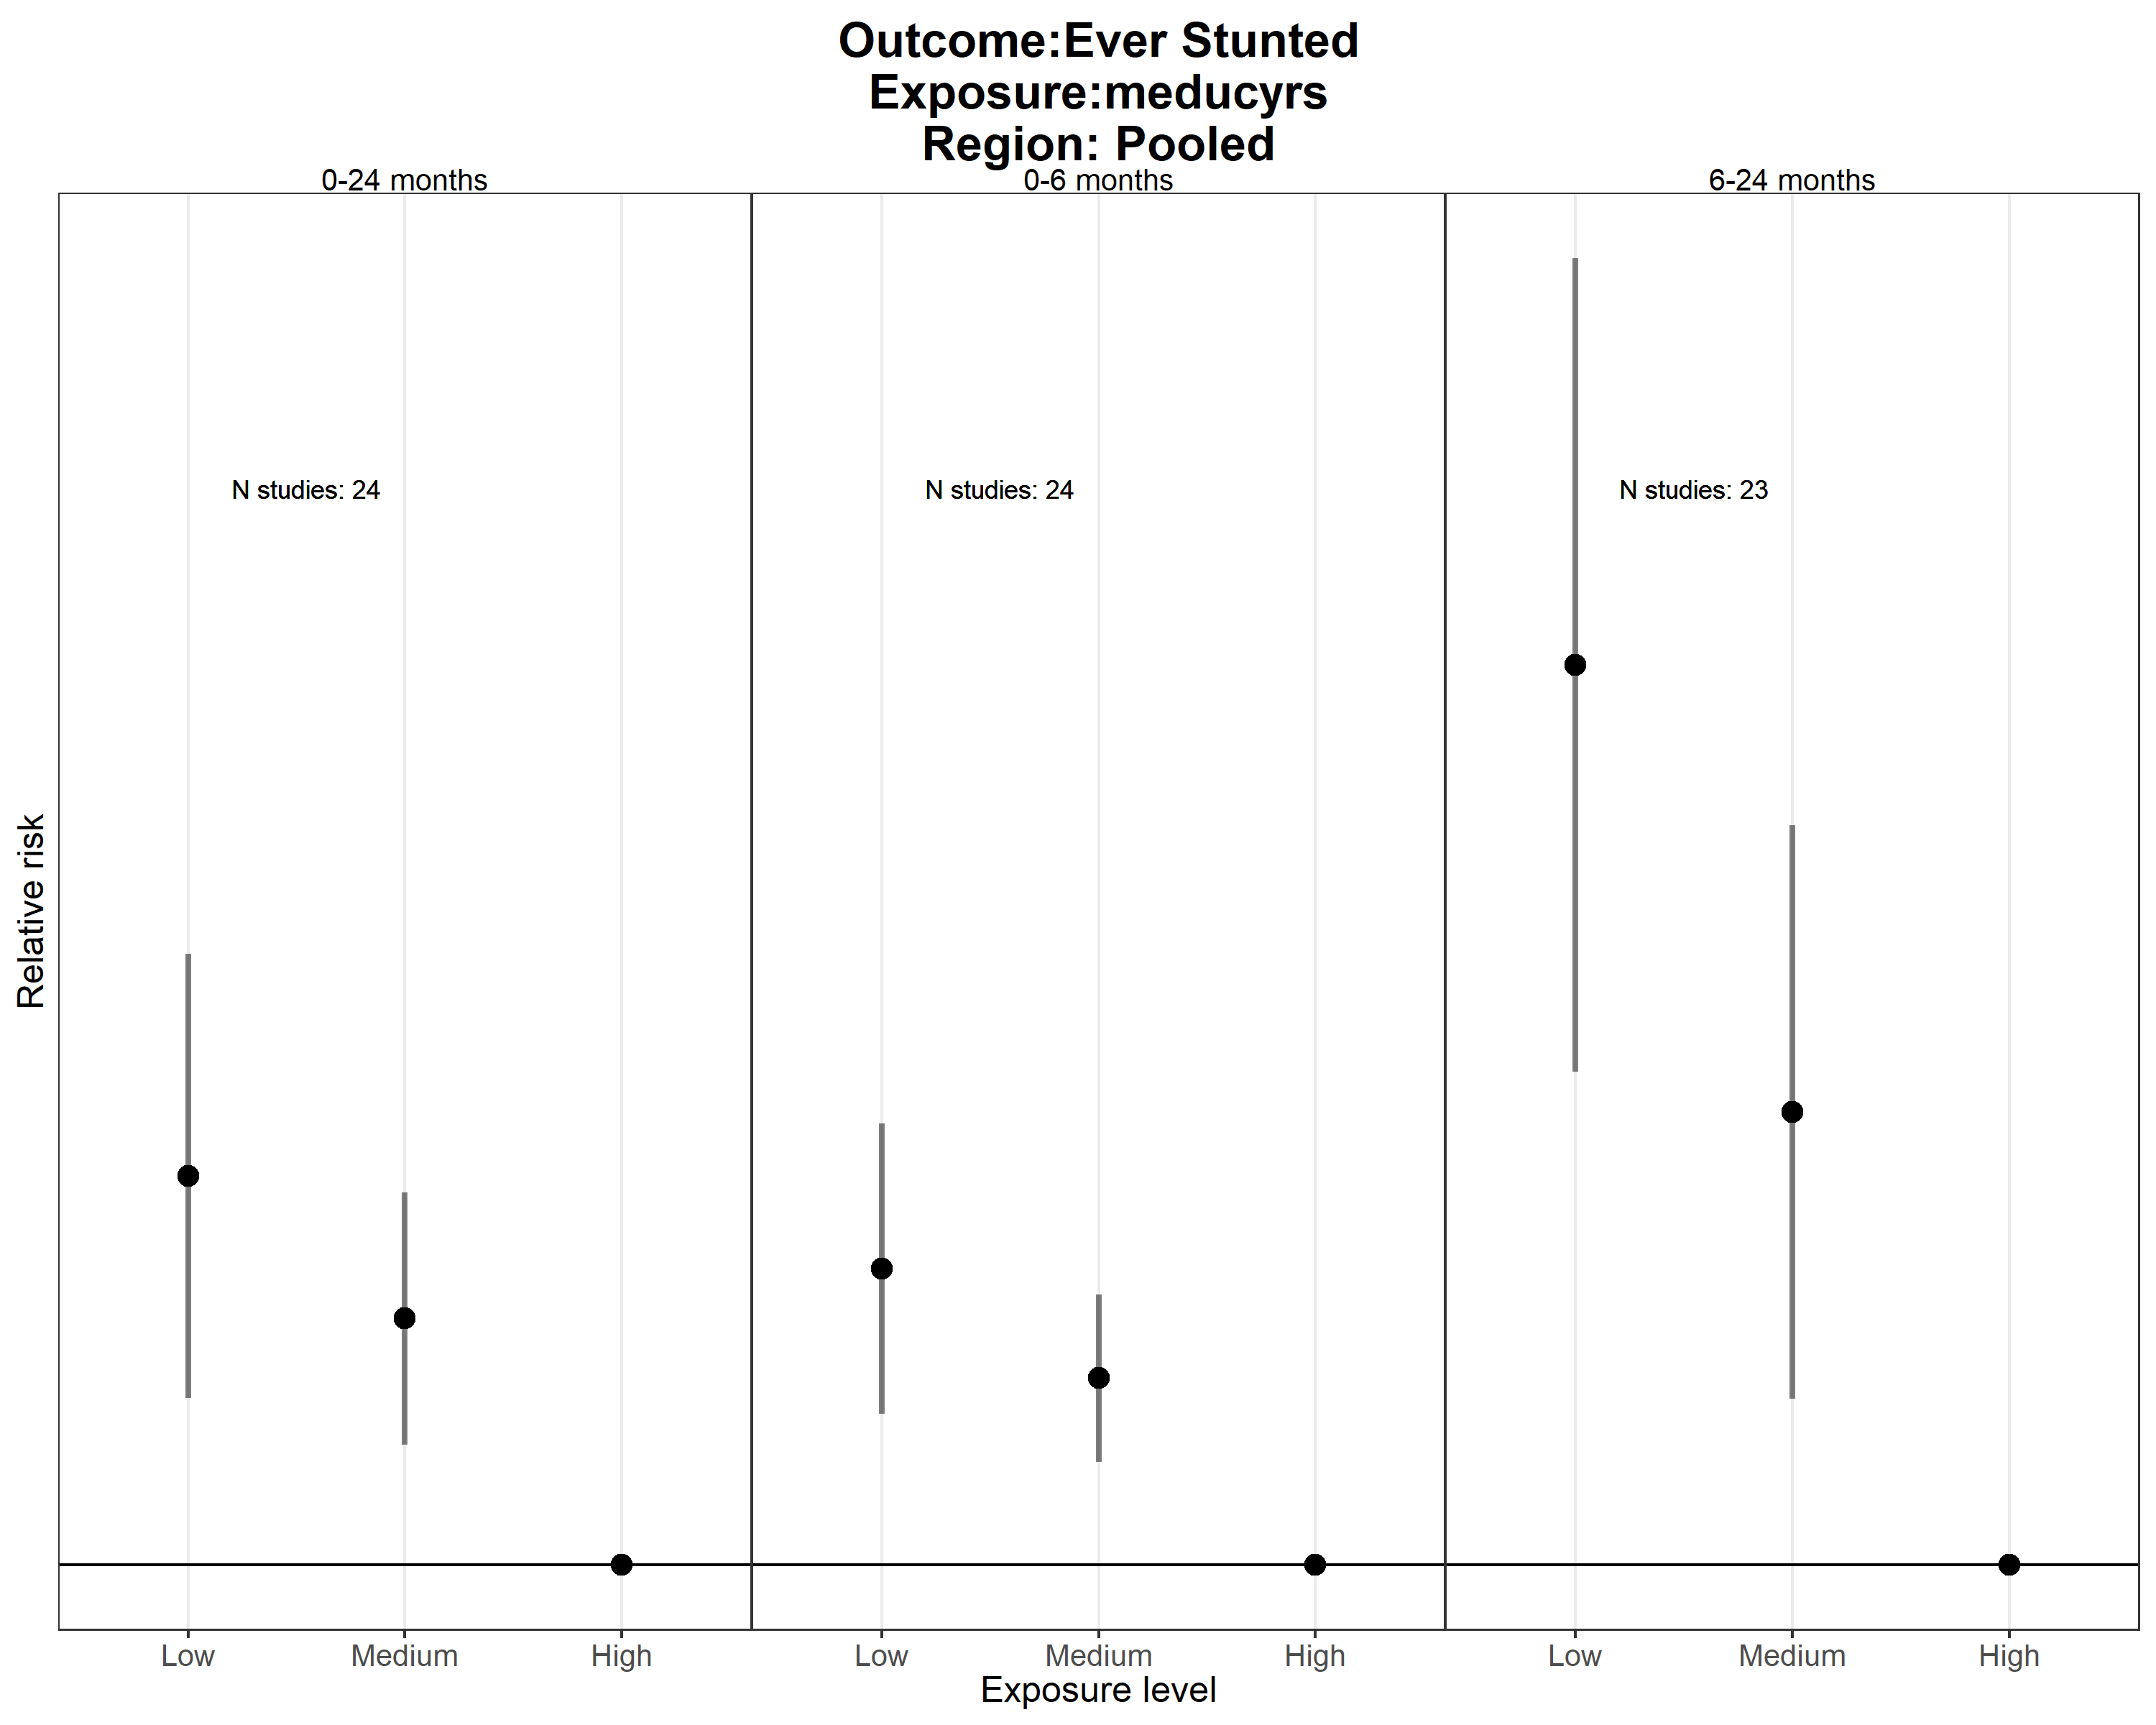 Outcome:Ever Stunted
Exposure:meducyrs
Region: Pooled
0-24 months
0-6 months
6-24 months
N studies: 24
N studies: 24
N studies: 23
Relative risk
Low
Medium
High
Low
Medium
High
Low
Medium
High
Exposure level